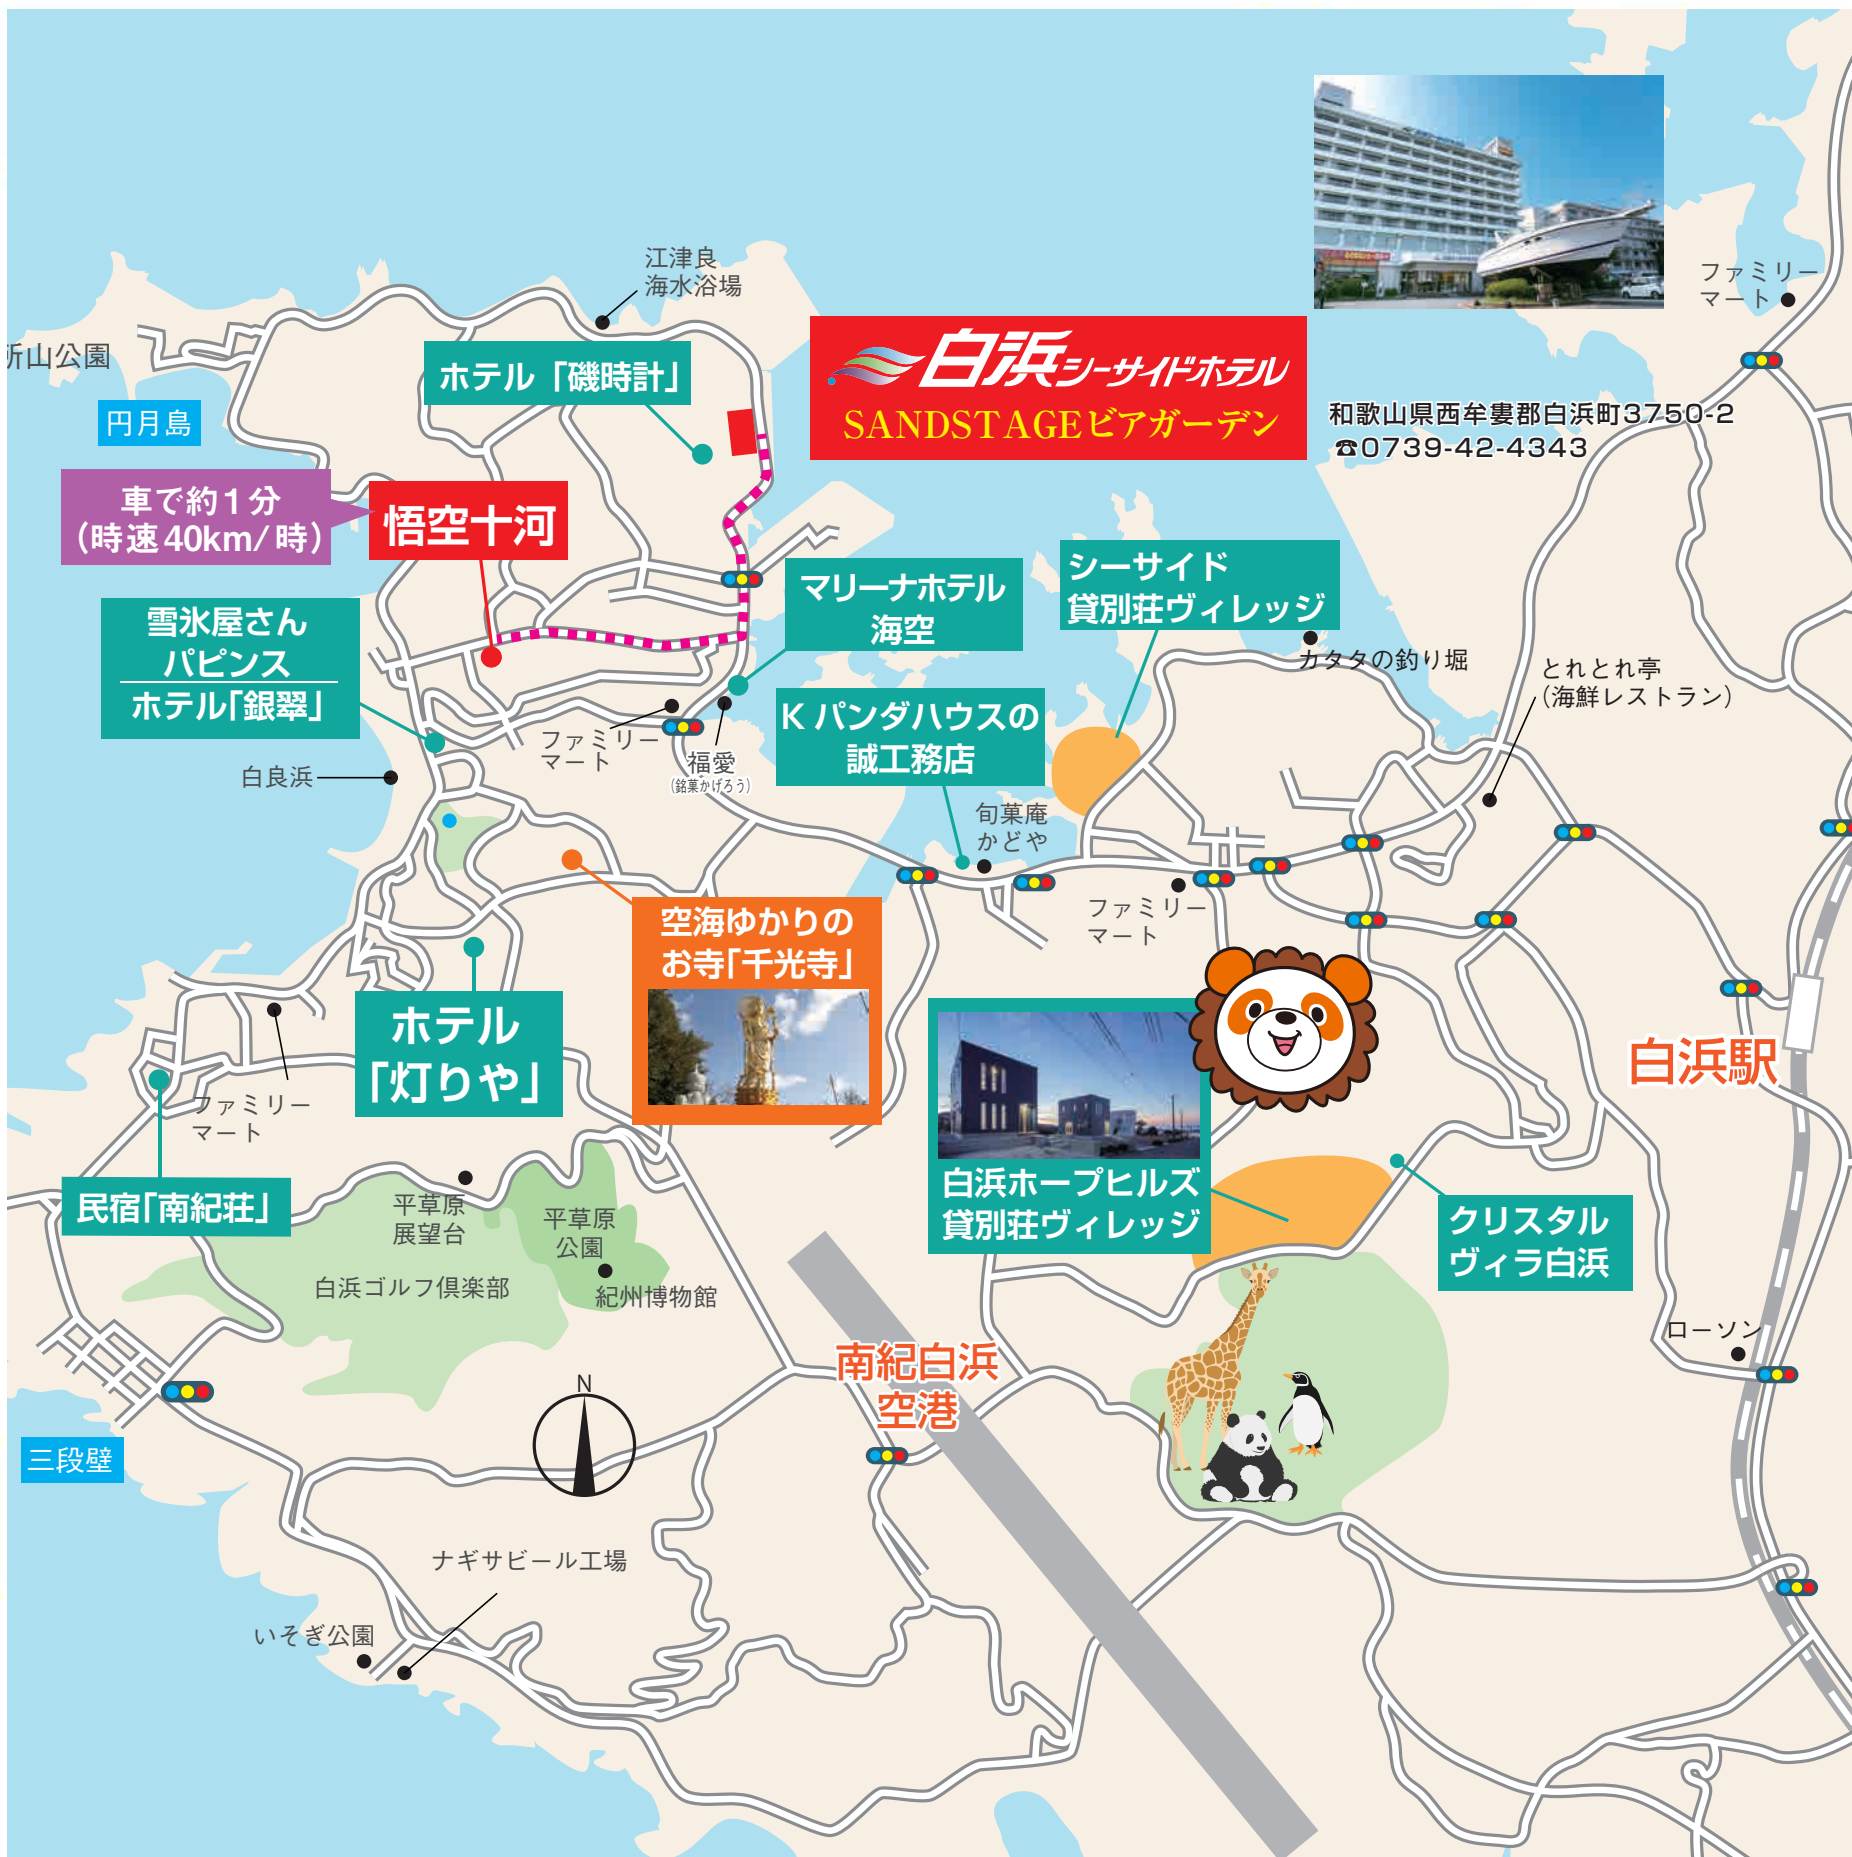 江津良
海水浴場
ファミリー
マート
所山公園
ホテル「磯時計」
白浜シーサイドホテル
SANDSTAGEビアガーデン
和歌山県西牟婁郡白浜町3750-2
☎0739-42-4343
円月島
車で約1分
(時速40km/時)
悟空十河
マリーナホテル
海空
シーサイド
貸別荘ヴィレッジ
カタタの釣り堀
とれとれ亭
(海鮮レストラン)
雪氷屋さん
パピンス
ホテル「銀翠」
白良浜
ファミリー
マート
福愛
(銘菓かげろう)
K パンダハウスの
誠工務店
旬菓庵
かどや
ファミリー
マート
空海ゆかりの
お寺「千光寺」
ホテル
「灯りや」
白浜駅
ファミリー
マート
民宿「南紀荘」
平草原
展望台
平草原
公園
白浜ゴルフ倶楽部
紀州博物館
白浜ホープヒルズ
貸別荘ヴィレッジ
クリスタル
ヴィラ白浜
ローソン
南紀白浜
空港
N
三段壁
ナギサビール工場
いそぎ公園